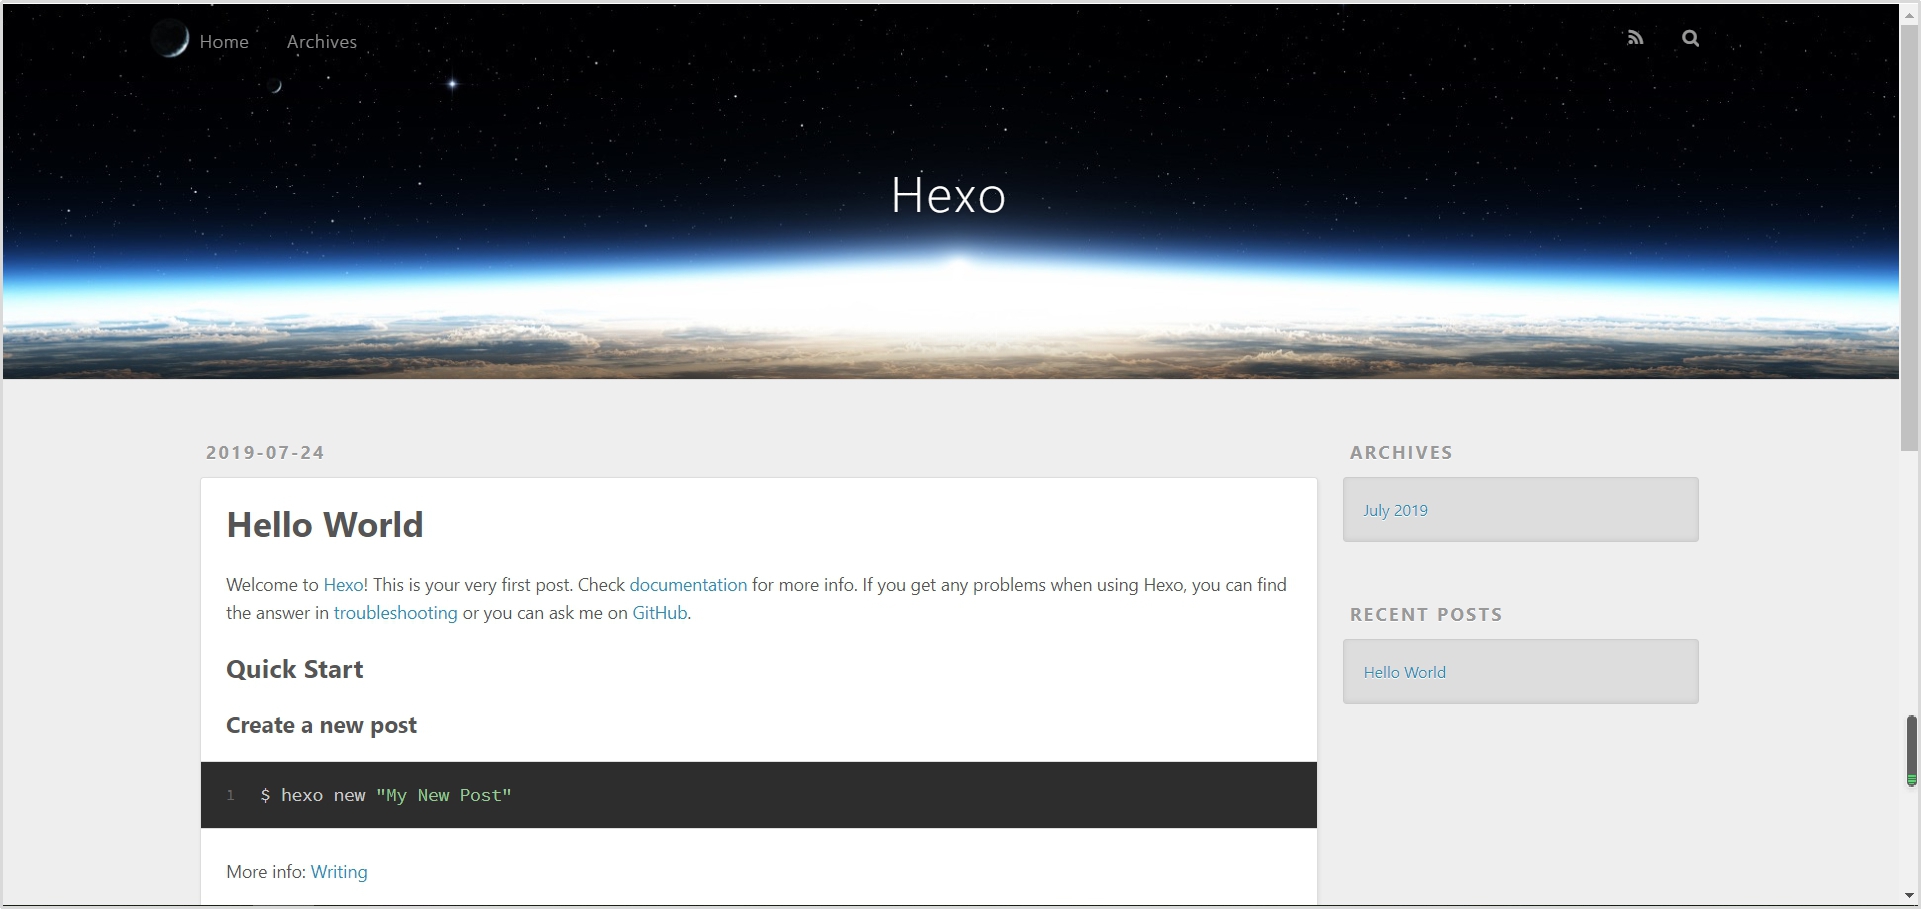 Home Archives
Hexo
2019-07-24
Hello World
Welcome to Hexo! This is your very first post. Check documentation for more info. If you get any problems when using Hexo, you can find
the answer in troubleshooting or you can ask me on GitHub.
Quick Start
Create a new post
1 $ hexo new "My New Post"
More info: Writing
ARCHIVES
July 2019
RECENT POSTS
Hello World